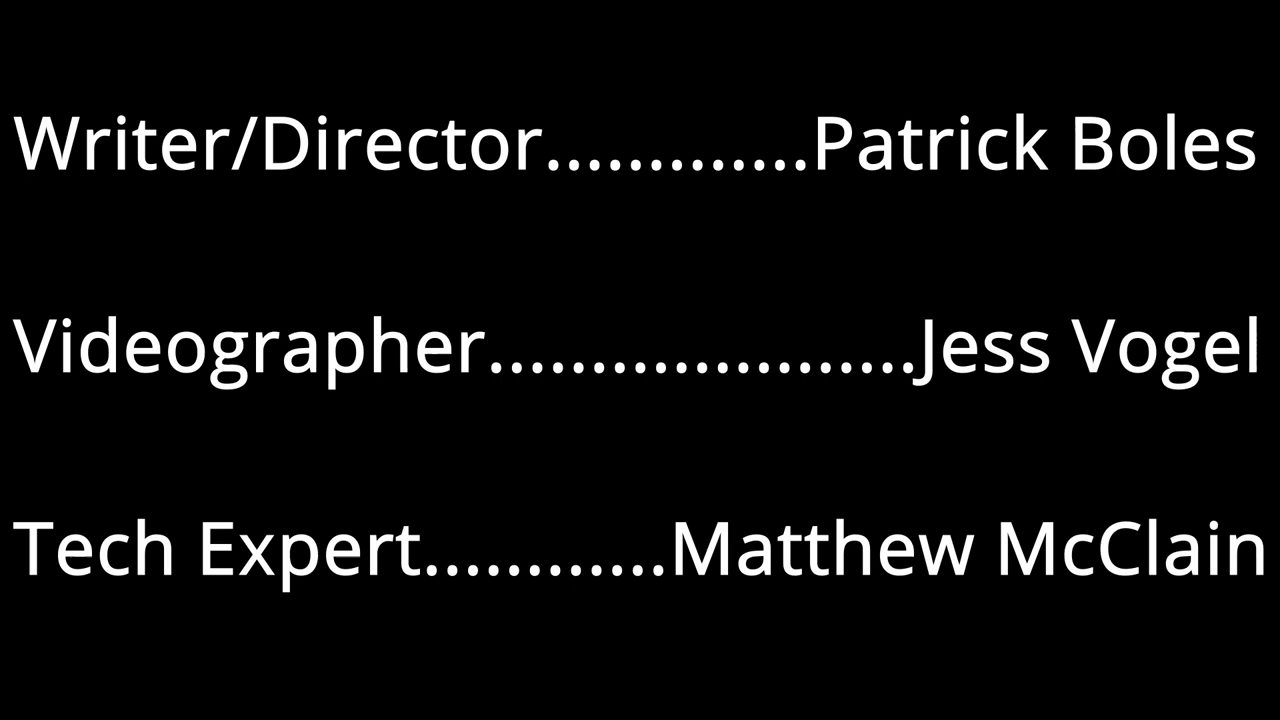 Writer/Director.............Patrick Boles
Videographer.....................Jess Vogel
Tech Expert............Matthew McClain